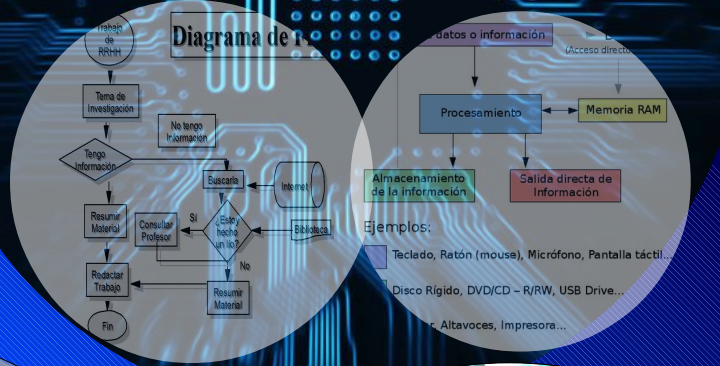 Trabajo
de
RRHH
Diagrama de
Tema de
Investigación
No tengo
Información
Tengo
Información
Buscarla
Internet
Resumir
Material
Consultar
Profesor
Si
¿Estoy
hecho
un lío?
Biblioteca
No
Redactar
Trabajo
Resumir
Material
Fin
datos o información
(Acceso directo
Procesamiento
Memoria RAM
Almacenamiento
de la información
Salida directa de
Información
Ejemplos:
Teclado, Ratón (mouse), Micrófono, Pantalla táctil...
Disco Rígido, DVD/CD – R/RW, USB Drive...
Altavoces, Impresora...